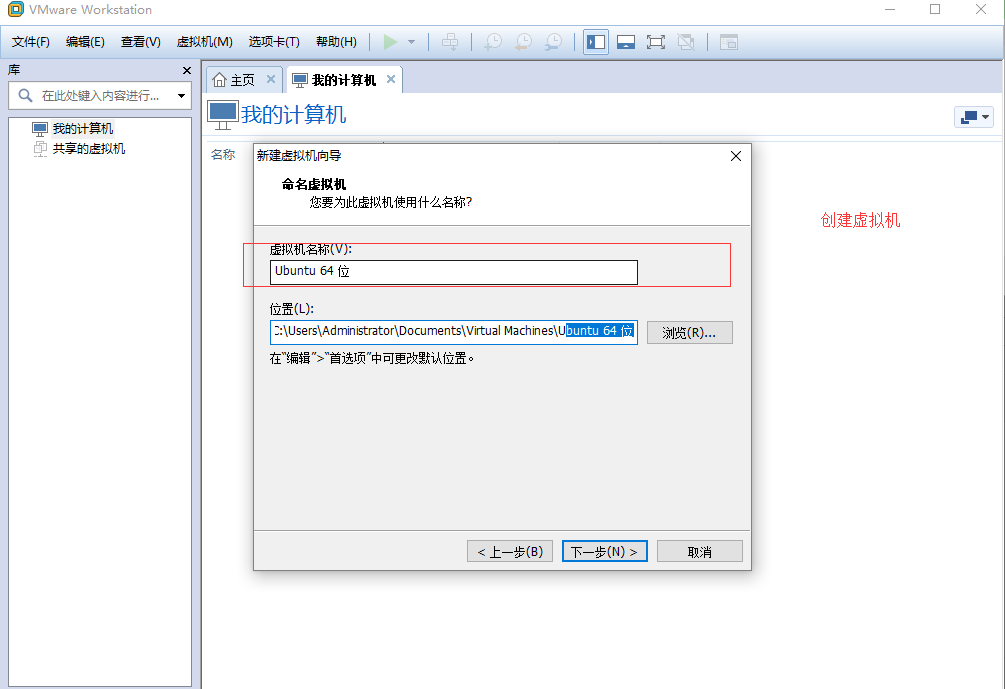 VMware Workstation
文件(F) 编辑(E) 查看(V) 虚拟机(M) 选项卡(T) 帮助(H)
库
在此处键入内容进行...
我的计算机
共享的虚拟机
主页 我的计算机
我的计算机
名称
新建虚拟机向导
命名虚拟机
您要为此虚拟机使用什么名称?
创建虚拟机
虚拟机名称(V):
Ubuntu 64 位
位置(L):
C:\Users\Administrator\Documents\Virtual Machines\Ubuntu 64 位
浏览(R)...
在“编辑”>“首选项”中可更改默认位置。
< 上一步(B) 下一步(N) > 取消